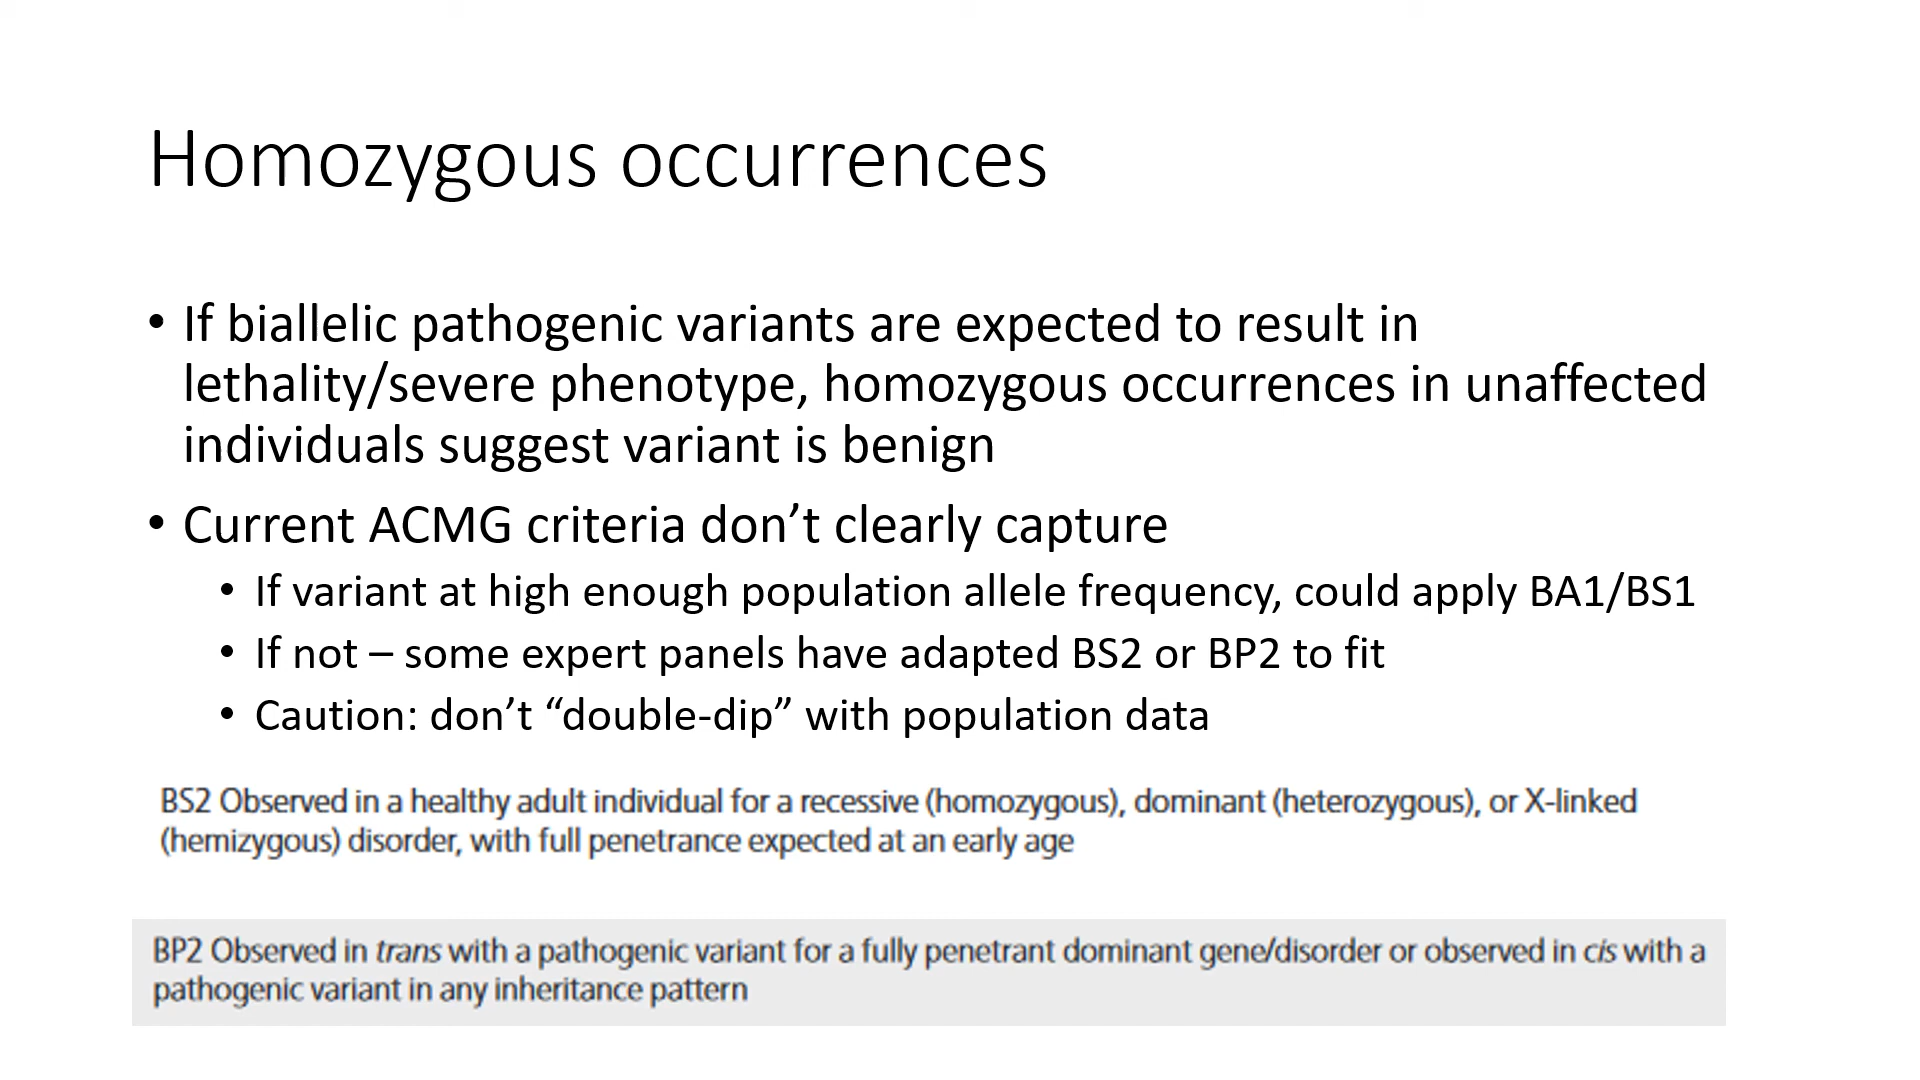 Homozygous occurrences
• If biallelic pathogenic variants are expected to result in
lethality/severe phenotype, homozygous occurrences in unaffected
individuals suggest variant is benign
• Current ACMG criteria don’t clearly capture
• If variant at high enough population allele frequency, could apply BA1/BS1
• If not – some expert panels have adapted BS2 or BP2 to fit
• Caution: don’t “double-dip” with population data
BS2 Observed in a healthy adult individual for a recessive (homozygous), dominant (heterozygous), or X-linked
(hemizygous) disorder, with full penetrance expected at an early age
BP2 Observed in trans with a pathogenic variant for a fully penetrant dominant gene/disorder or observed in cis with a
pathogenic variant in any inheritance pattern